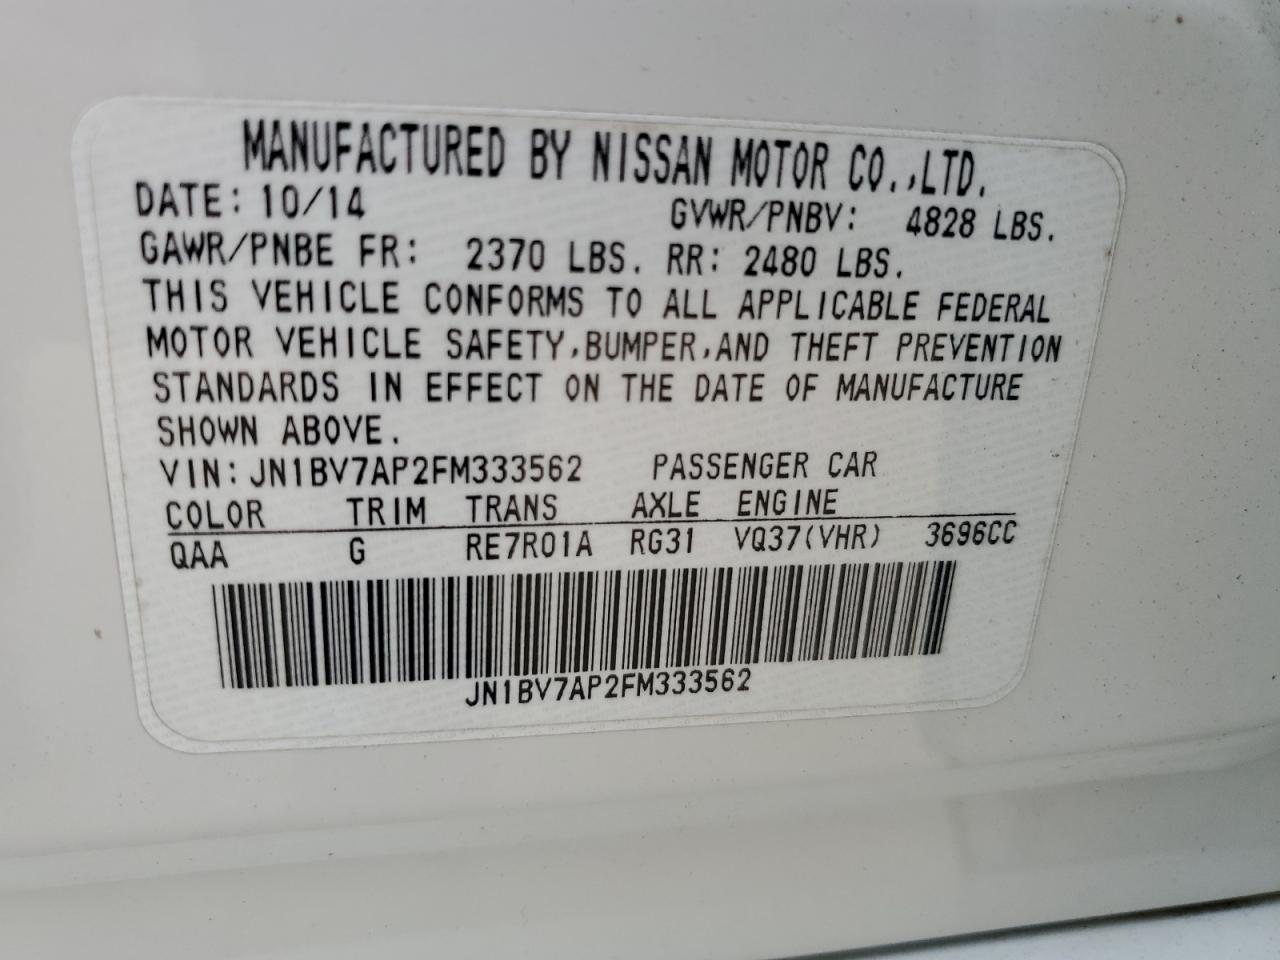 MANUFACTURED BY NISSAN MOTOR CO.,LTD.
DATE: 10/14 GVWR/PNBV: 4828 LBS.
GAWR/PNBE FR: 2370 LBS. RR: 2480 LBS.
THIS VEHICLE CONFORMS TO ALL APPLICABLE FEDERAL
MOTOR VEHICLE SAFETY,BUMPER,AND THEFT PREVENTION
STANDARDS IN EFFECT ON THE DATE OF MANUFACTURE
SHOWN ABOVE.
VIN:JN1BV7AP2FM333562 PASSENGER CAR
COLOR TRIM TRANS AXLE ENGINE
QAA G RE7R01A RG31 VQ37(VHR) 3696CC
JN1BV7AP2FM333562